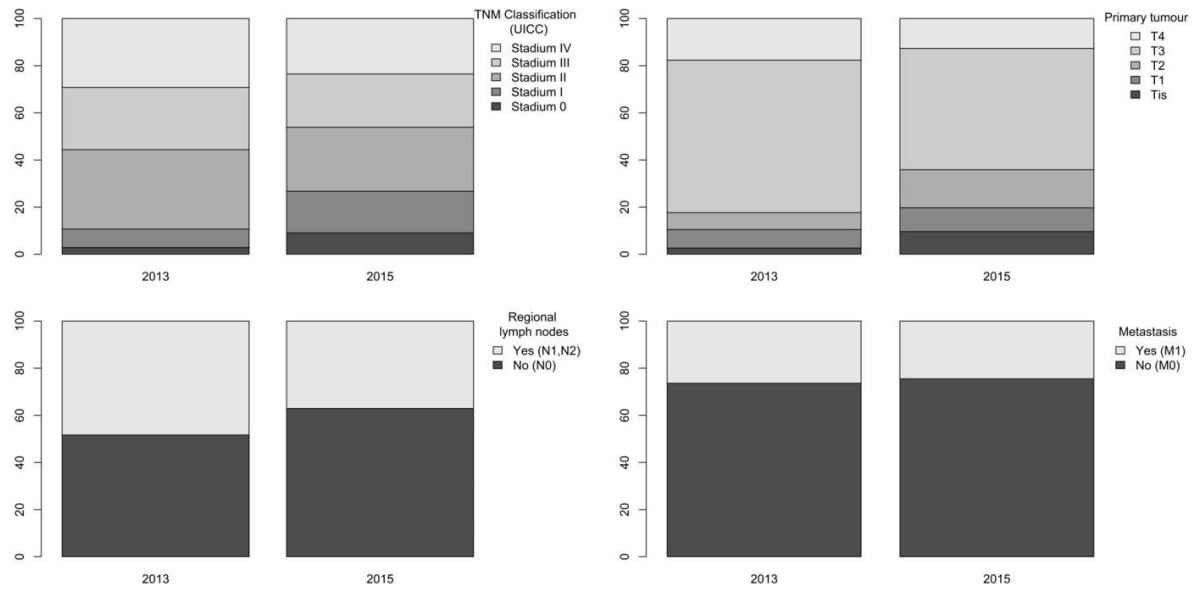 TNM Classification
(UICC)
Stadium IV
Stadium III
Stadium II
Stadium I
Stadium 0
0
20
40
60
80
100
2013
2015
Primary tumour
T4
T3
T2
T1
Tis
0
20
40
60
80
100
2013
2015
Regional
lymph nodes
Yes (N1,N2)
No (N0)
0
20
40
60
80
100
2013
2015
Metastasis
Yes (M1)
No (M0)
0
20
40
60
80
100
2013
2015